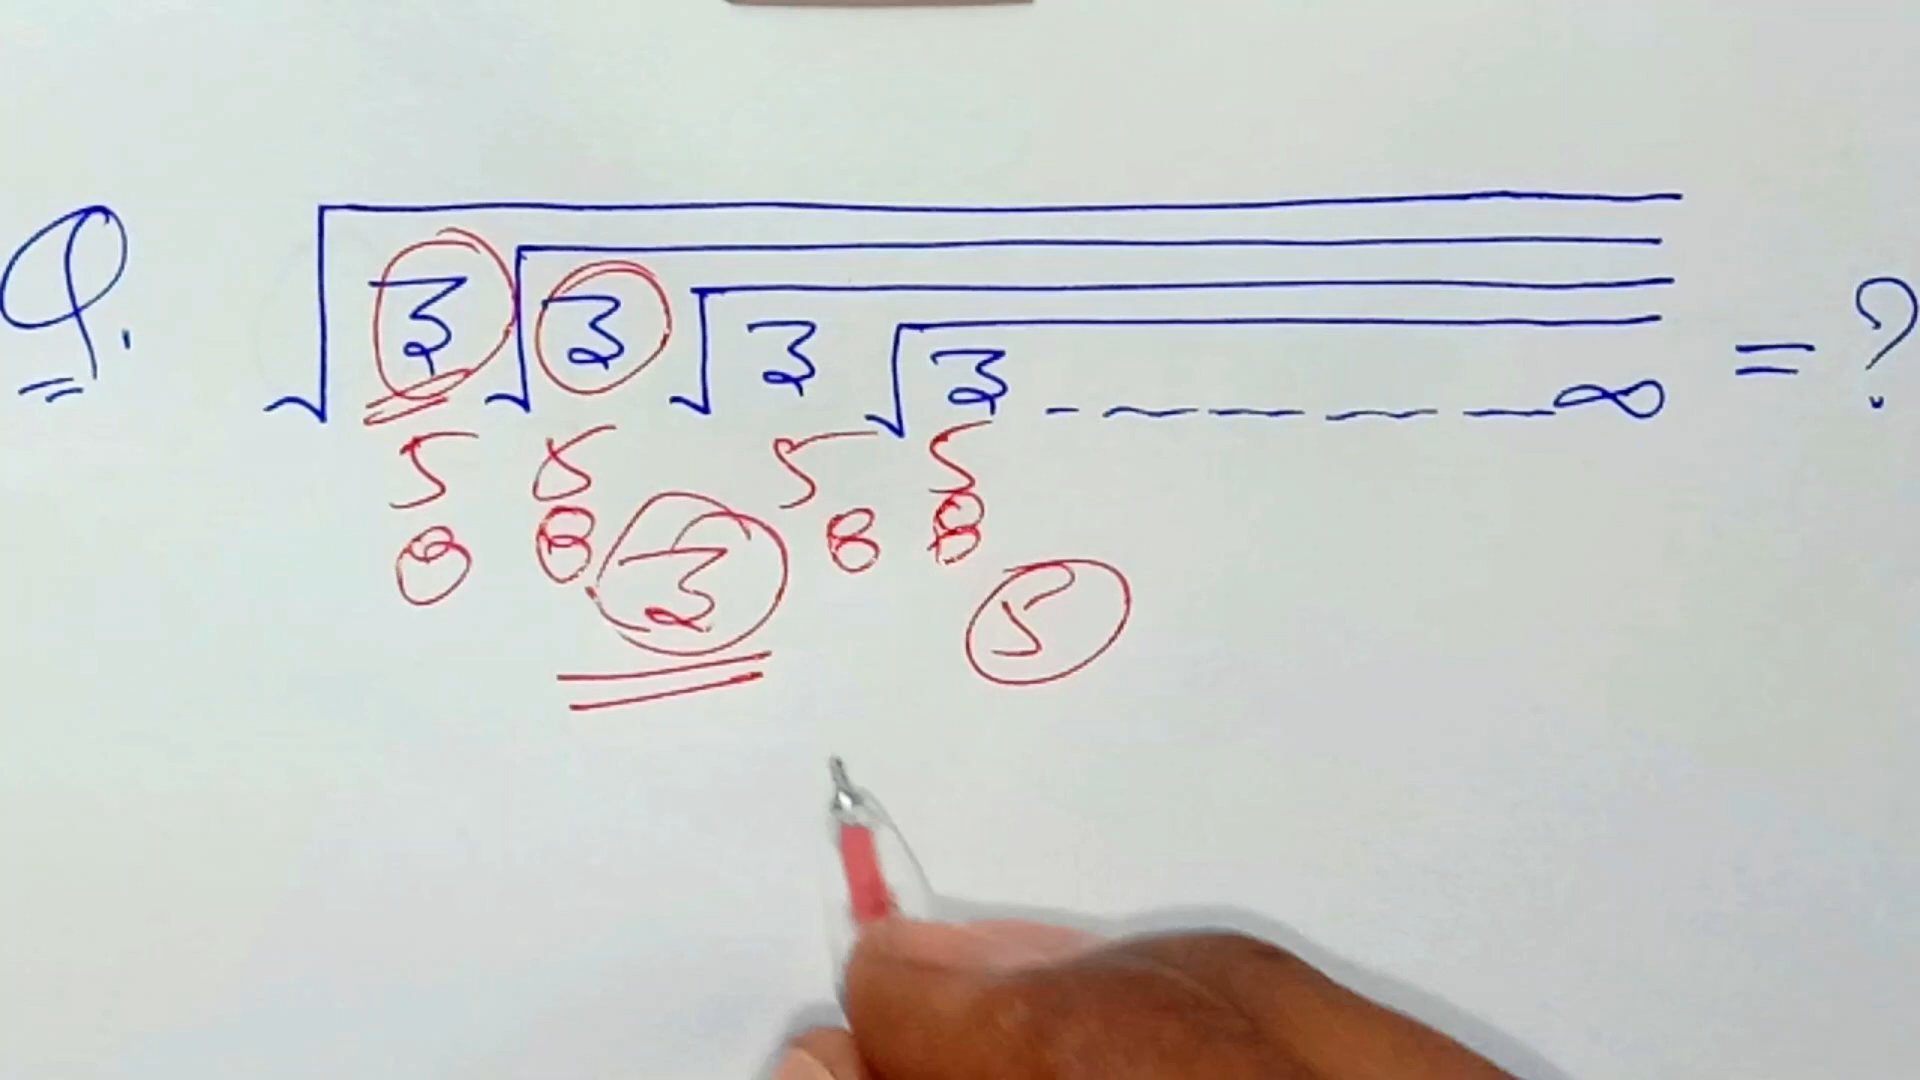 Q. √3√3√3√3 _ _ _ _ _ ∞ = ?
5 5 5 5
8 8 8 8
3 5